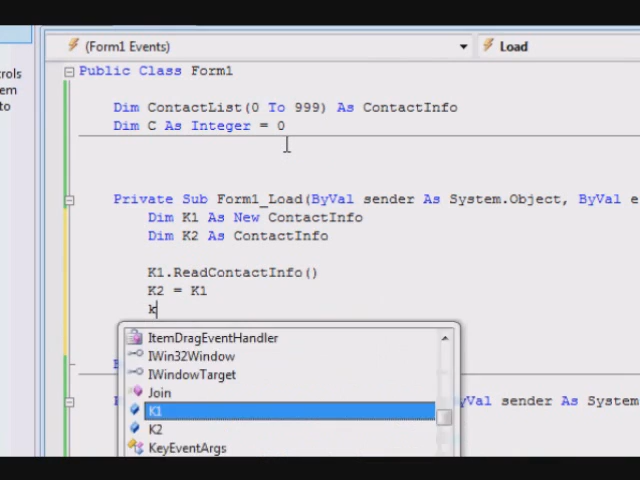 (Form1 Events)
Load
Public Class Form1
Dim ContactList(0 To 999) As ContactInfo
Dim C As Integer = 0
Private Sub Form1_Load(ByVal sender As System.Object, ByVal e
Dim K1 As New ContactInfo
Dim K2 As ContactInfo
K1.ReadContactInfo()
K2 = K1
k
ItemDragEventHandler
IWin32Window
IWindowTarget
Join
K1
K2
KeyEventArgs
yVal sender As System
trols
em
to